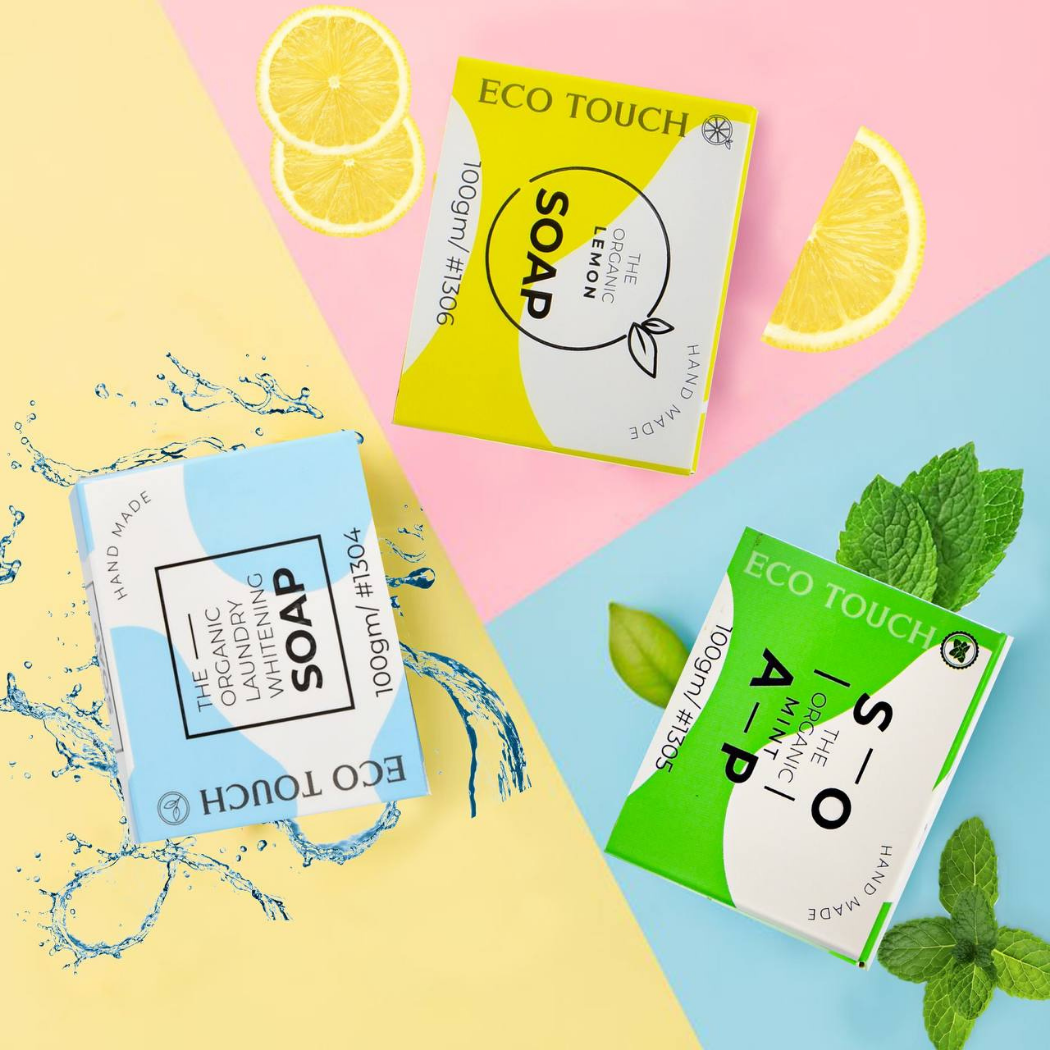 ECO TOUCH
100gm/ #1306
THE
ORGANIC
LEMON
SOAP
HAND MADE
HAND MADE
THE —
ORGANIC
LAUNDRY
WHITENING
SOAP
100gm/ #1304
ECO TOUCH
ECO TOUCH
100gm/ #1305
| S — O
THE
ORGANIC |
MINT |
A — P
HAND MADE